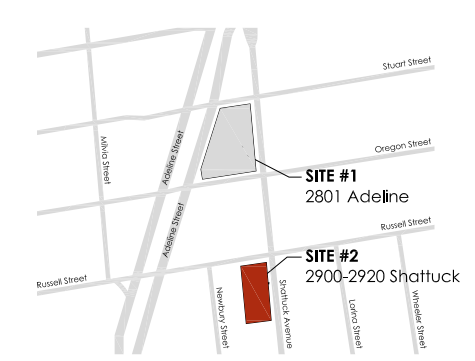 Stuart Street
Milvia Street
Adeline Street
Oregon Street
SITE #1
2801 Adeline
Adeline Street
Russell Street
SITE #2
2900-2920 Shattuck
Russell Street
Newbury Street
Shattuck Avenue
Lorina Street
Wheeler Street